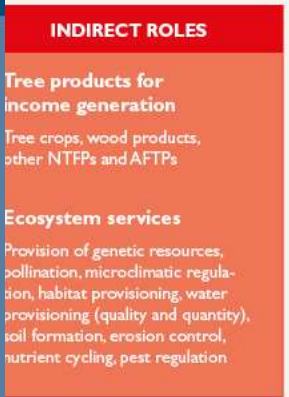 INDIRECT ROLES
Tree products for
income generation
Tree crops, wood products,
other NTFPs and AFTPs
Ecosystem services
Provision of genetic resources,
pollination, microclimatic regula-
tion, habitat provisioning, water
provisioning (quality and quantity),
soil formation, erosion control,
nutrient cycling, pest regulation